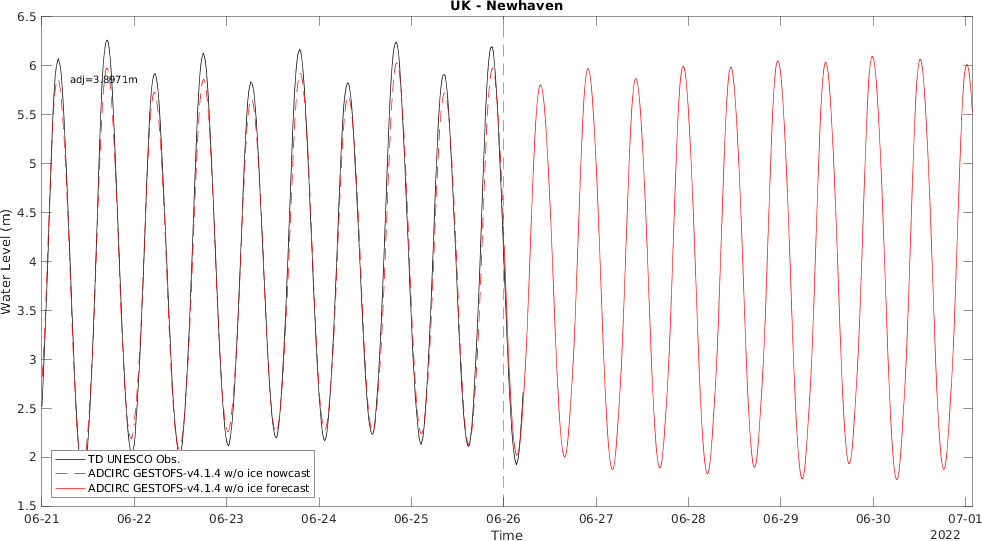 UK - Newhaven
6.5
6
5.5
5
4.5
4
3.5
3
2.5
2
1.5
Water Level (m)
adj=3.8971m
TD UNESCO Obs.
ADCIRC GESTOFS-v4.1.4 w/o ice nowcast
ADCIRC GESTOFS-v4.1.4 w/o ice forecast
06-21 06-22 06-23 06-24 06-25 06-26 06-27 06-28 06-29 06-30 07-01
Time
2022